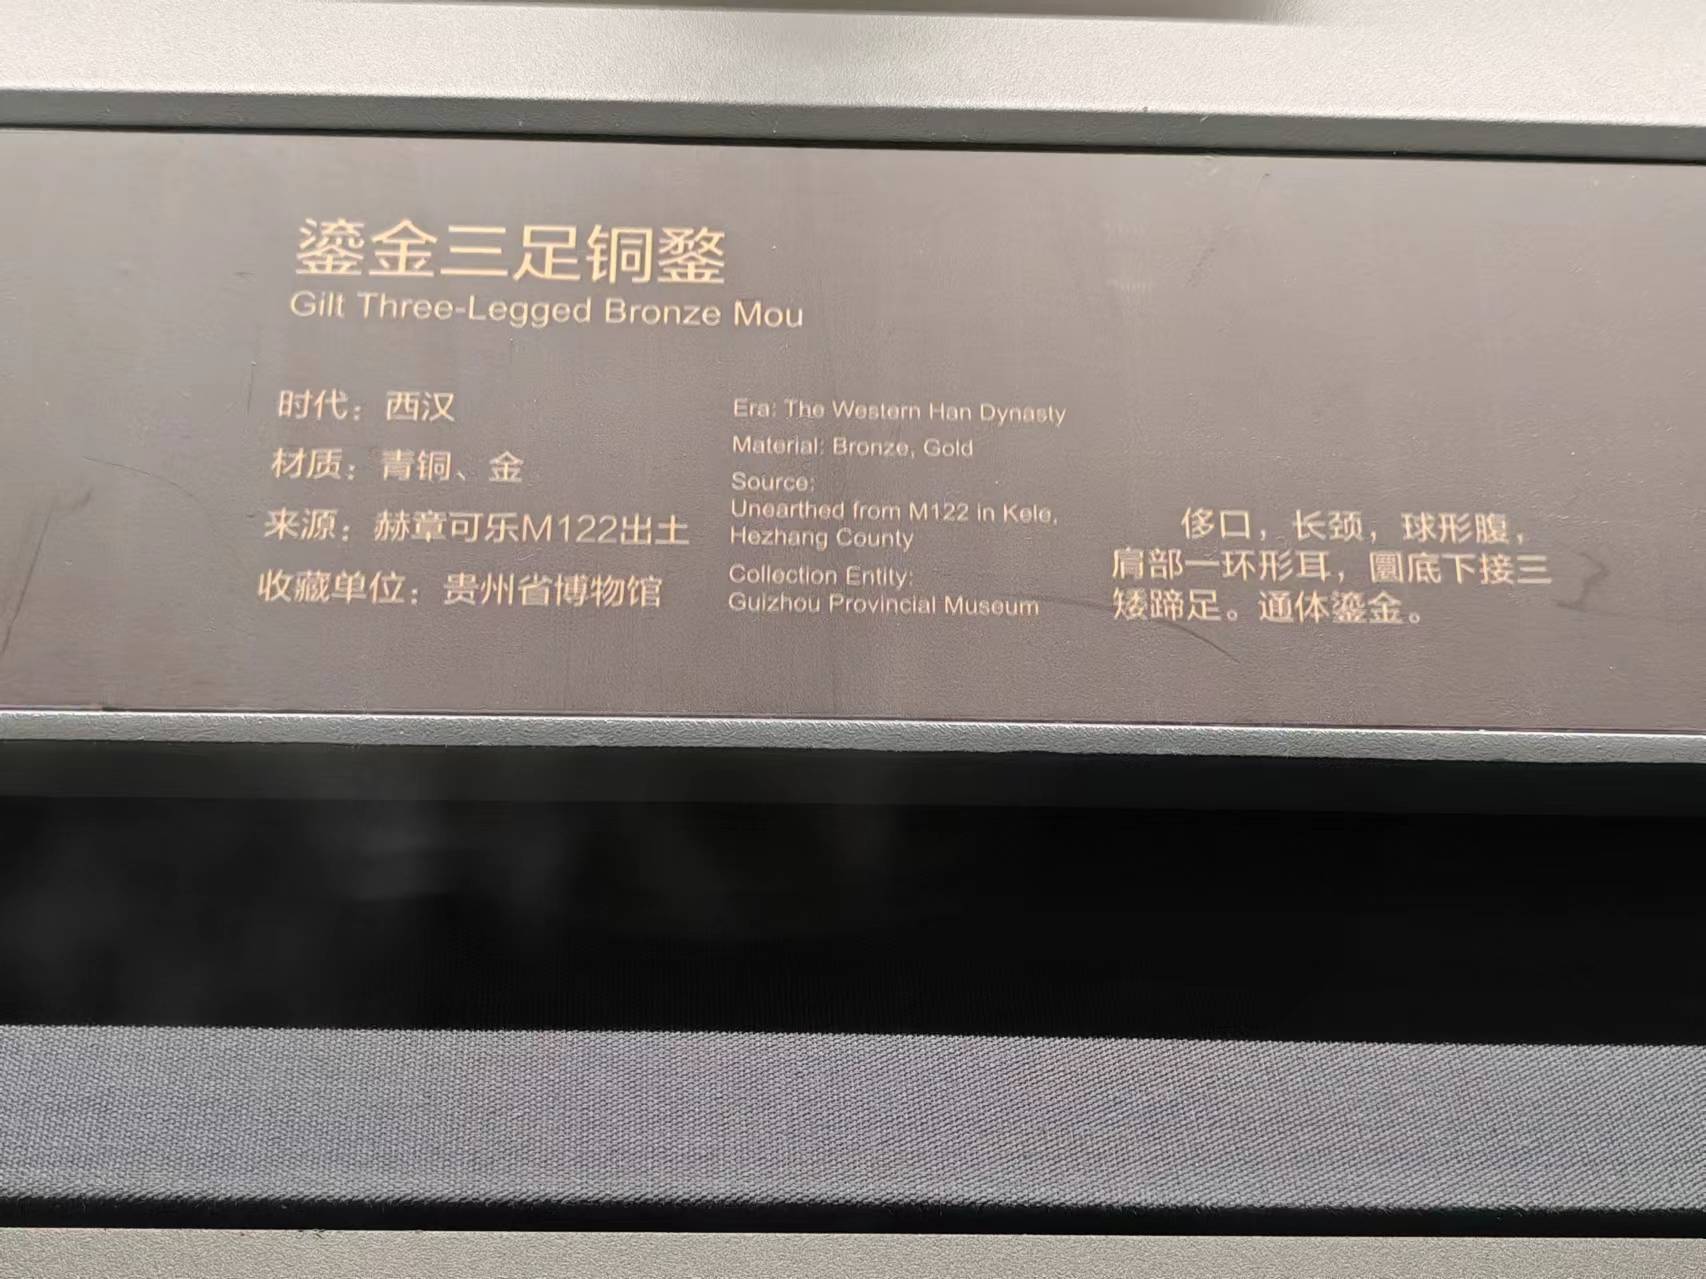 鎏金三足铜鍪
Gilt Three-Legged Bronze Mou
时代：西汉
材质：青铜、金
来源：赫章可乐M122出土
收藏单位：贵州省博物馆
Era: The Western Han Dynasty
Material: Bronze, Gold
Source:
Unearthed from M122 in Kele,
Hezhang County
Collection Entity:
Guizhou Provincial Museum
侈口，长颈，球形腹，
肩部一环形耳，圜底下接三
矮蹄足。通体鎏金。